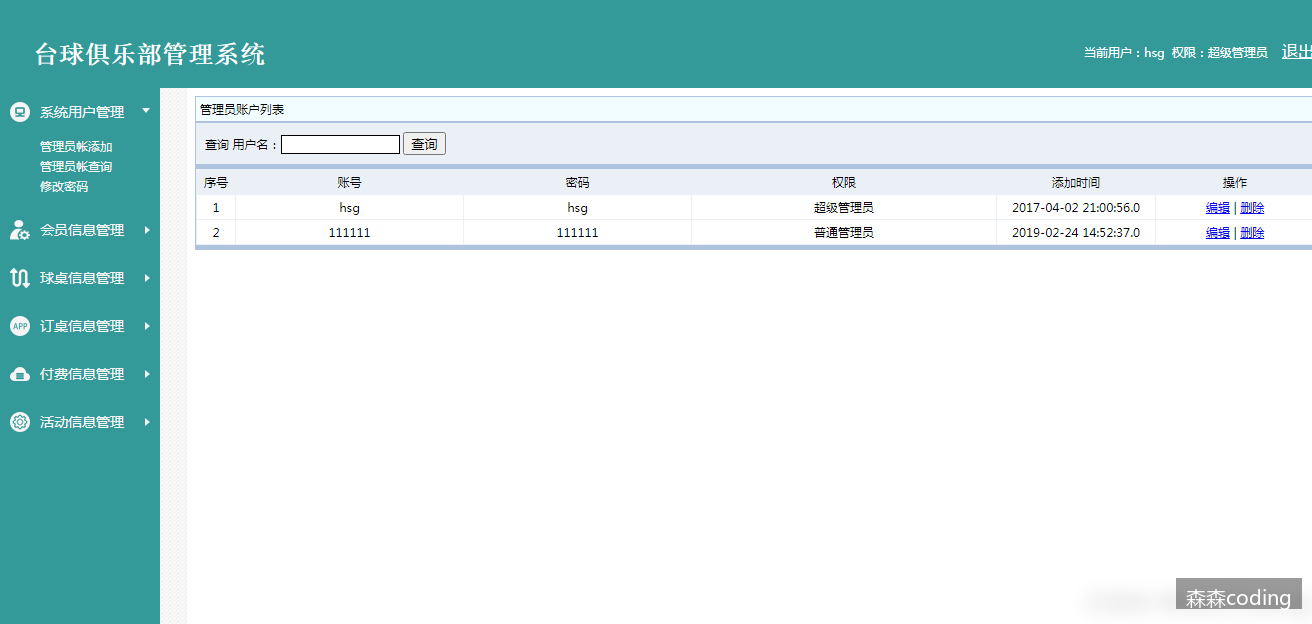 台球俱乐部管理系统
当前用户：hsg 权限：超级管理员 退出
系统用户管理
管理员帐添加
管理员帐查询
修改密码
会员信息管理
球桌信息管理
APP 订桌信息管理
付费信息管理
活动信息管理
管理员账户列表
查询 用户名： 查询
序号 账号 密码 权限 添加时间 操作
1 hsg hsg 超级管理员 2017-04-02 21:00:56.0 编辑 | 删除
2 111111 111111 普通管理员 2019-02-24 14:52:37.0 编辑 | 删除
森森coding